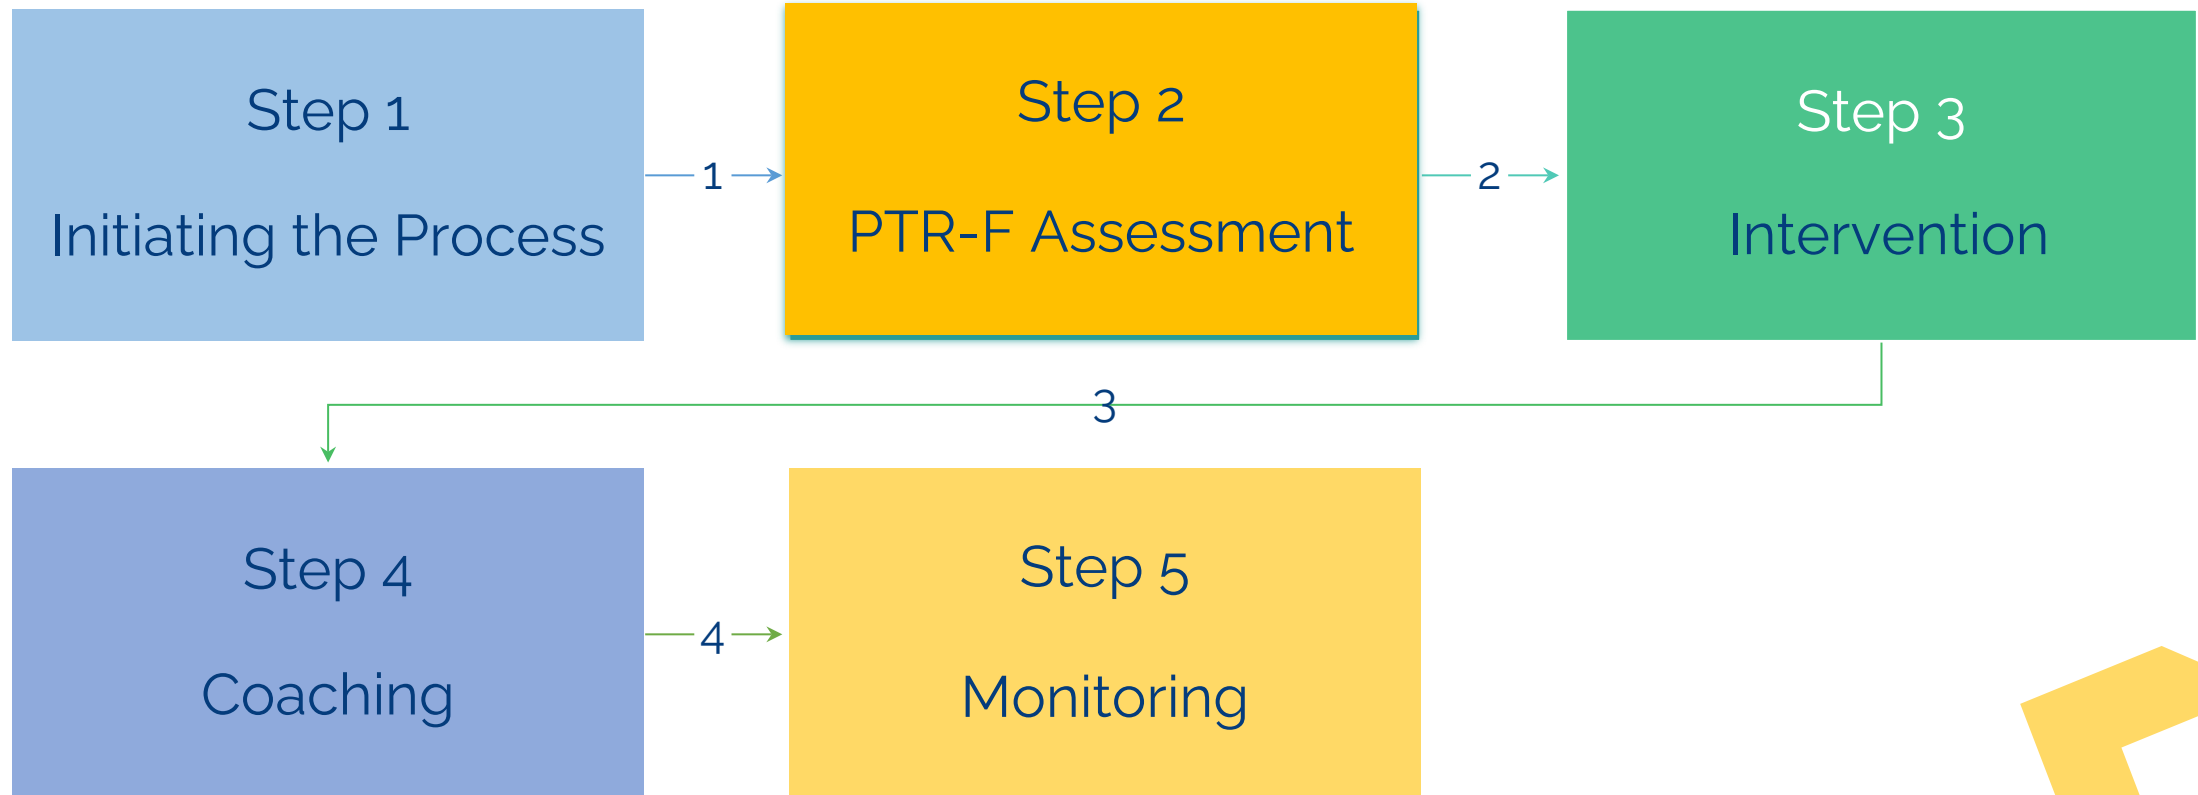 Step 1
Initiating the Process
1
Step 2
PTR-F Assessment
2
Step 3
Intervention
3
Step 4
Coaching
4
Step 5
Monitoring